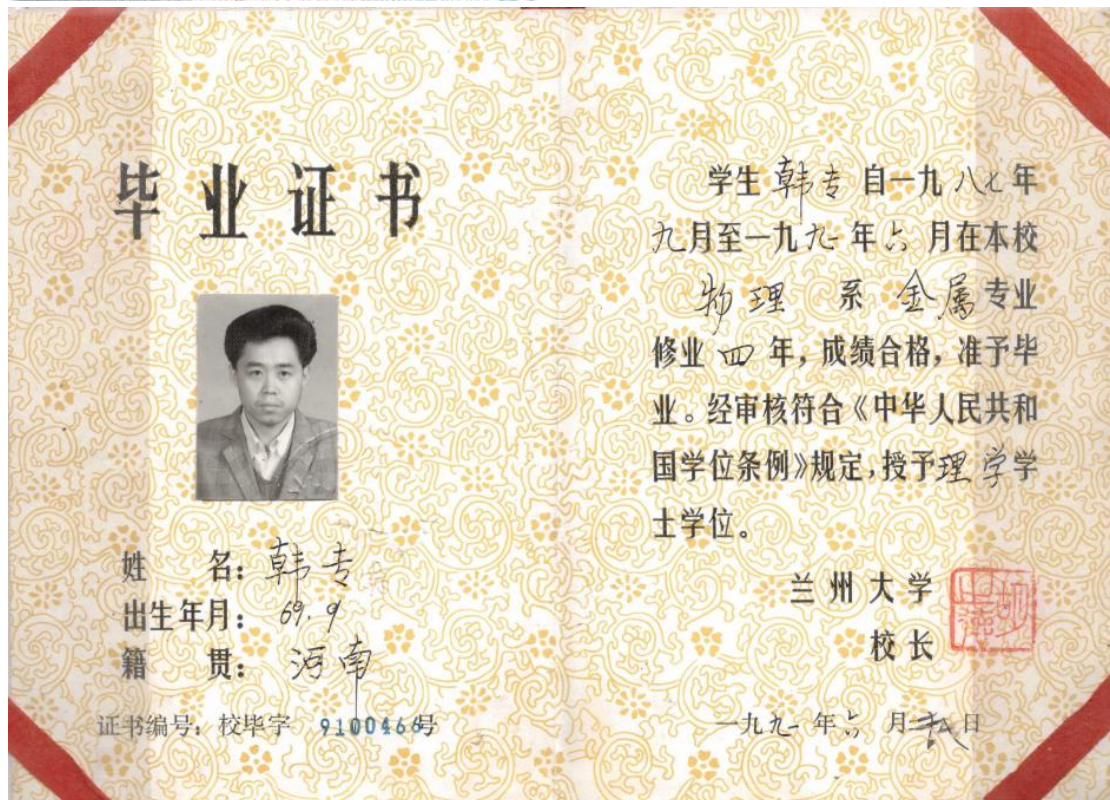 毕业证书
姓 名：韩专
出生年月：69.9
籍 贯：河南
证书编号：校毕字 9100466号
学生韩专自一九八七年
九月至一九九一年六月在本校
物理系金属专业
修业四年，成绩合格，准予毕
业。经审核符合《中华人民共和
国学位条例》规定，授予理学学
士学位。
兰州大学
校长
一九九一年六月 日